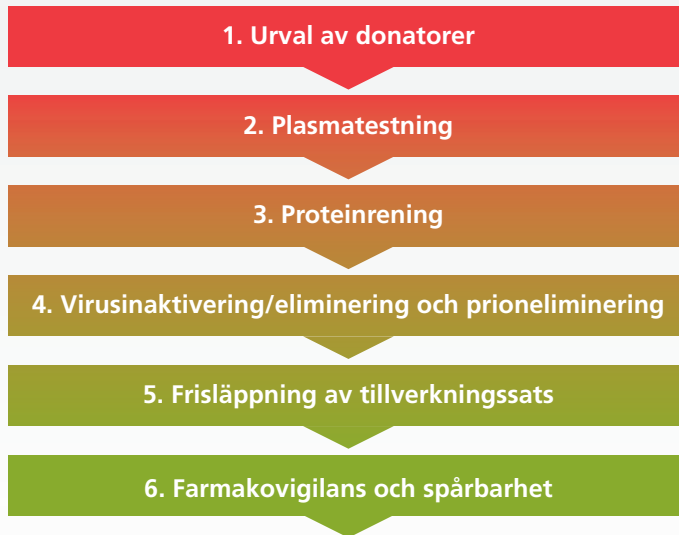 1. Urval av donatorer
2. Plasmatestning
3. Proteinrening
4. Virusinaktivering/eliminering och prioneliminering
5. Frisläppning av tillverkningssats
6. Farmakovigilans och spårbarhet